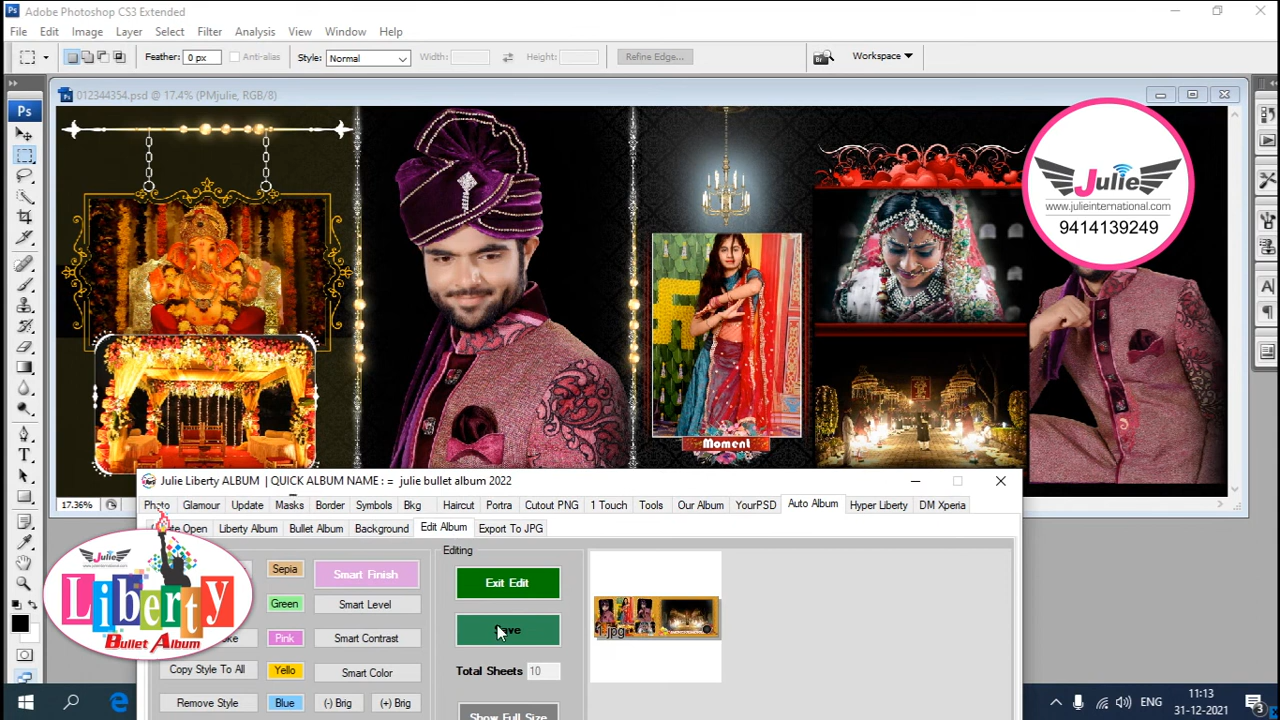 Ps Adobe Photoshop CS3 Extended
File Edit Image Layer Select Filter Analysis View Window Help
Feather: 0 px Anti-alias Style: Normal Width: Height: Refine Edge... Workspace
012344354.psd @ 17.4% (PMjulie, RGB/8)
Ps
Julie
www.julieinternational.com
9414139249
Moment
Julie Liberty ALBUM | QUICK ALBUM NAME : = julie bullet album 2022
17.36%
Photo Glamour Update Masks Border Symbols Bkg Haircut Portra Cutout PNG 1 Touch Tools Our Album YourPSD Auto Album Hyper Liberty DM Xperia
Open Liberty Album Bullet Album Background Edit Album Export To JPG
Editing
Sepia Smart Finish Exit Edit
Green Smart Level
Julie
Liberty
Bullet Album
Pink Smart Contrast
1.jpg
Copy Style To All Yello Smart Color Total Sheets 10
Remove Style Blue (-) Brig (+) Brig
Show Full Size
ENG 11:13
31-12-2021
3